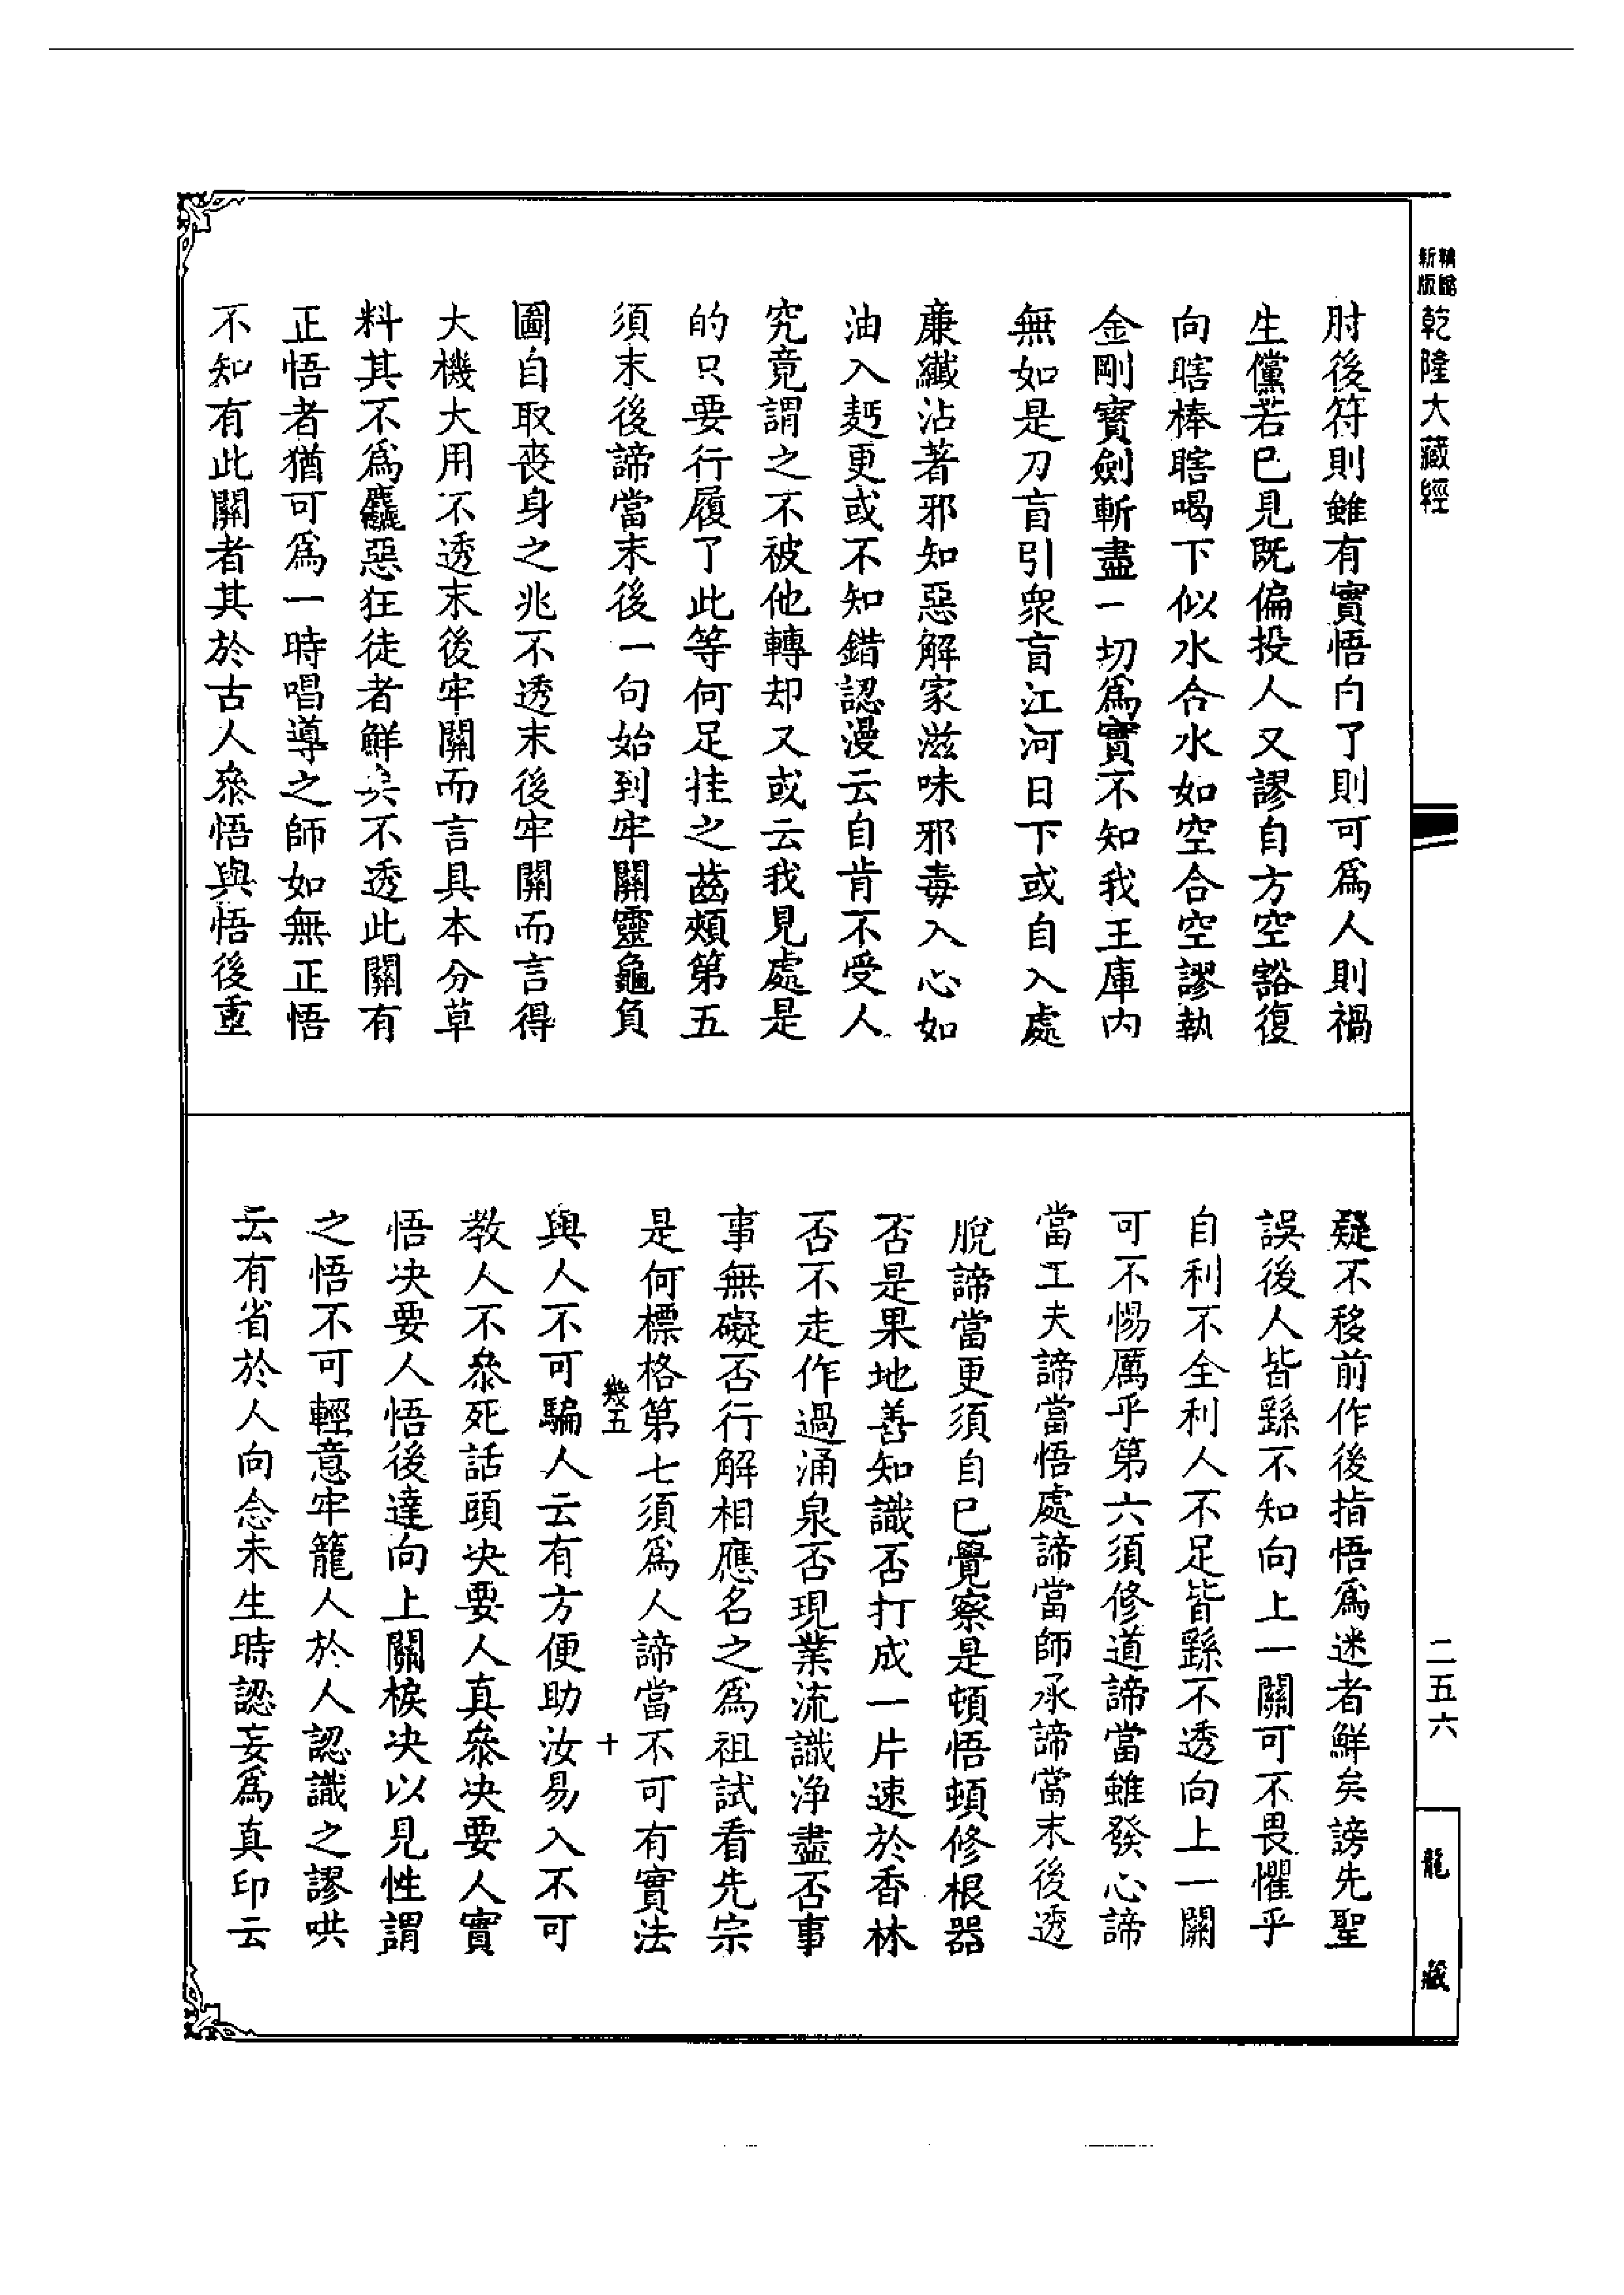 新版
精縮
乾隆大藏經
肘後符則雖有實悟自了則可爲人則禍
生儻若已見既偏投人又謬自方空豁復
向瞎棒瞎喝下似水合水如空合空謬執
金剛寶劍斬盡一切爲實不知我王庫內
無如是刀盲引衆盲江河日下或自入處
廉纖沾著邪知惡解家滋味邪毒入心如
油入麪更或不知錯認漫云自肯不受人
究竟謂之不被他轉却又或云我見處是
的只要行履了此等何足挂之齒頰第五
須末後諦當末後一句始到牢關靈龜負
圖自取喪身之兆不透末後牢關而言得
大機大用不透末後牢關而言具本分草
料其不爲麤惡狂徒者鮮矣不透此關有
正悟者猶可爲一時唱導之師如無正悟
不知有此關者其於古人叅悟與悟後重
疑不移前作後指悟爲迷者鮮矣謗先聖
誤後人皆繇不知向上一關可不畏懼乎
自利不全利人不足皆繇不透向上一關
可不惕厲乎第六須修道諦當雖發心諦
當工夫諦當悟處諦當師承諦當末後透
脫諦當更須自已覺察是頓悟頓修根器
否是果地善知識否打成一片速於香林
否不走作過涌泉否現業流識淨盡否事
事無礙否行解相應名之爲祖試看先宗
是何標格第七須爲人諦當不可有實法
幾五
十
與人不可騙人云有方便助汝易入不可
教人不叅死話頭决要人真叅决要人實
悟决要人悟後達向上關棙决以見性謂
之悟不可輕意牢籠人於人認識之謬哄
云有省於人向念未生時認妄爲真印云
二五六
龍
藏